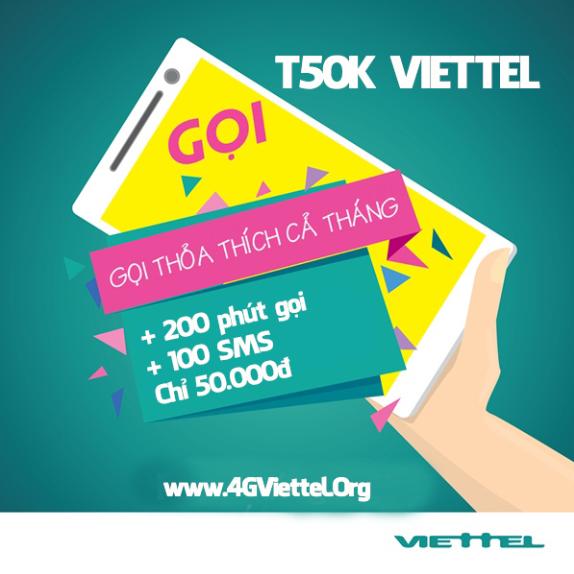 T50K VIETTEL
GỌI
GỌI THỎA THÍCH CẢ THÁNG
+ 200 phút gọi
+ 100 SMS
Chỉ 50.000đ
www.4GViettel.Org
VIETTEL